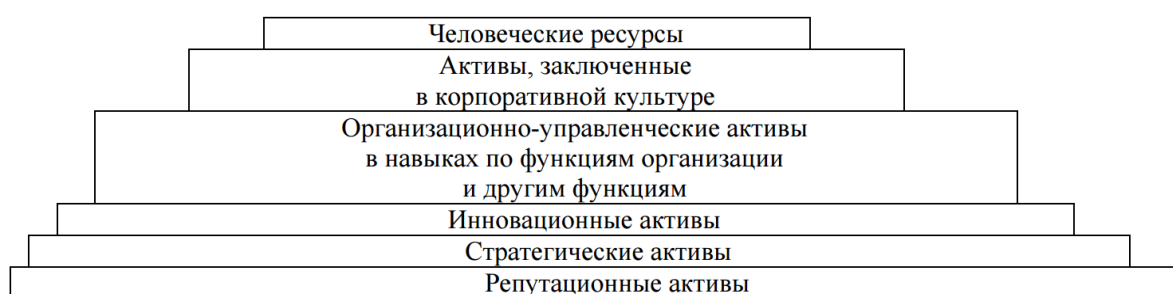 Человеческие ресурсы
Активы, заключенные
в корпоративной культуре
Организационно-управленческие активы
в навыках по функциям организации
и другим функциям
Инновационные активы
Стратегические активы
Репутационные активы